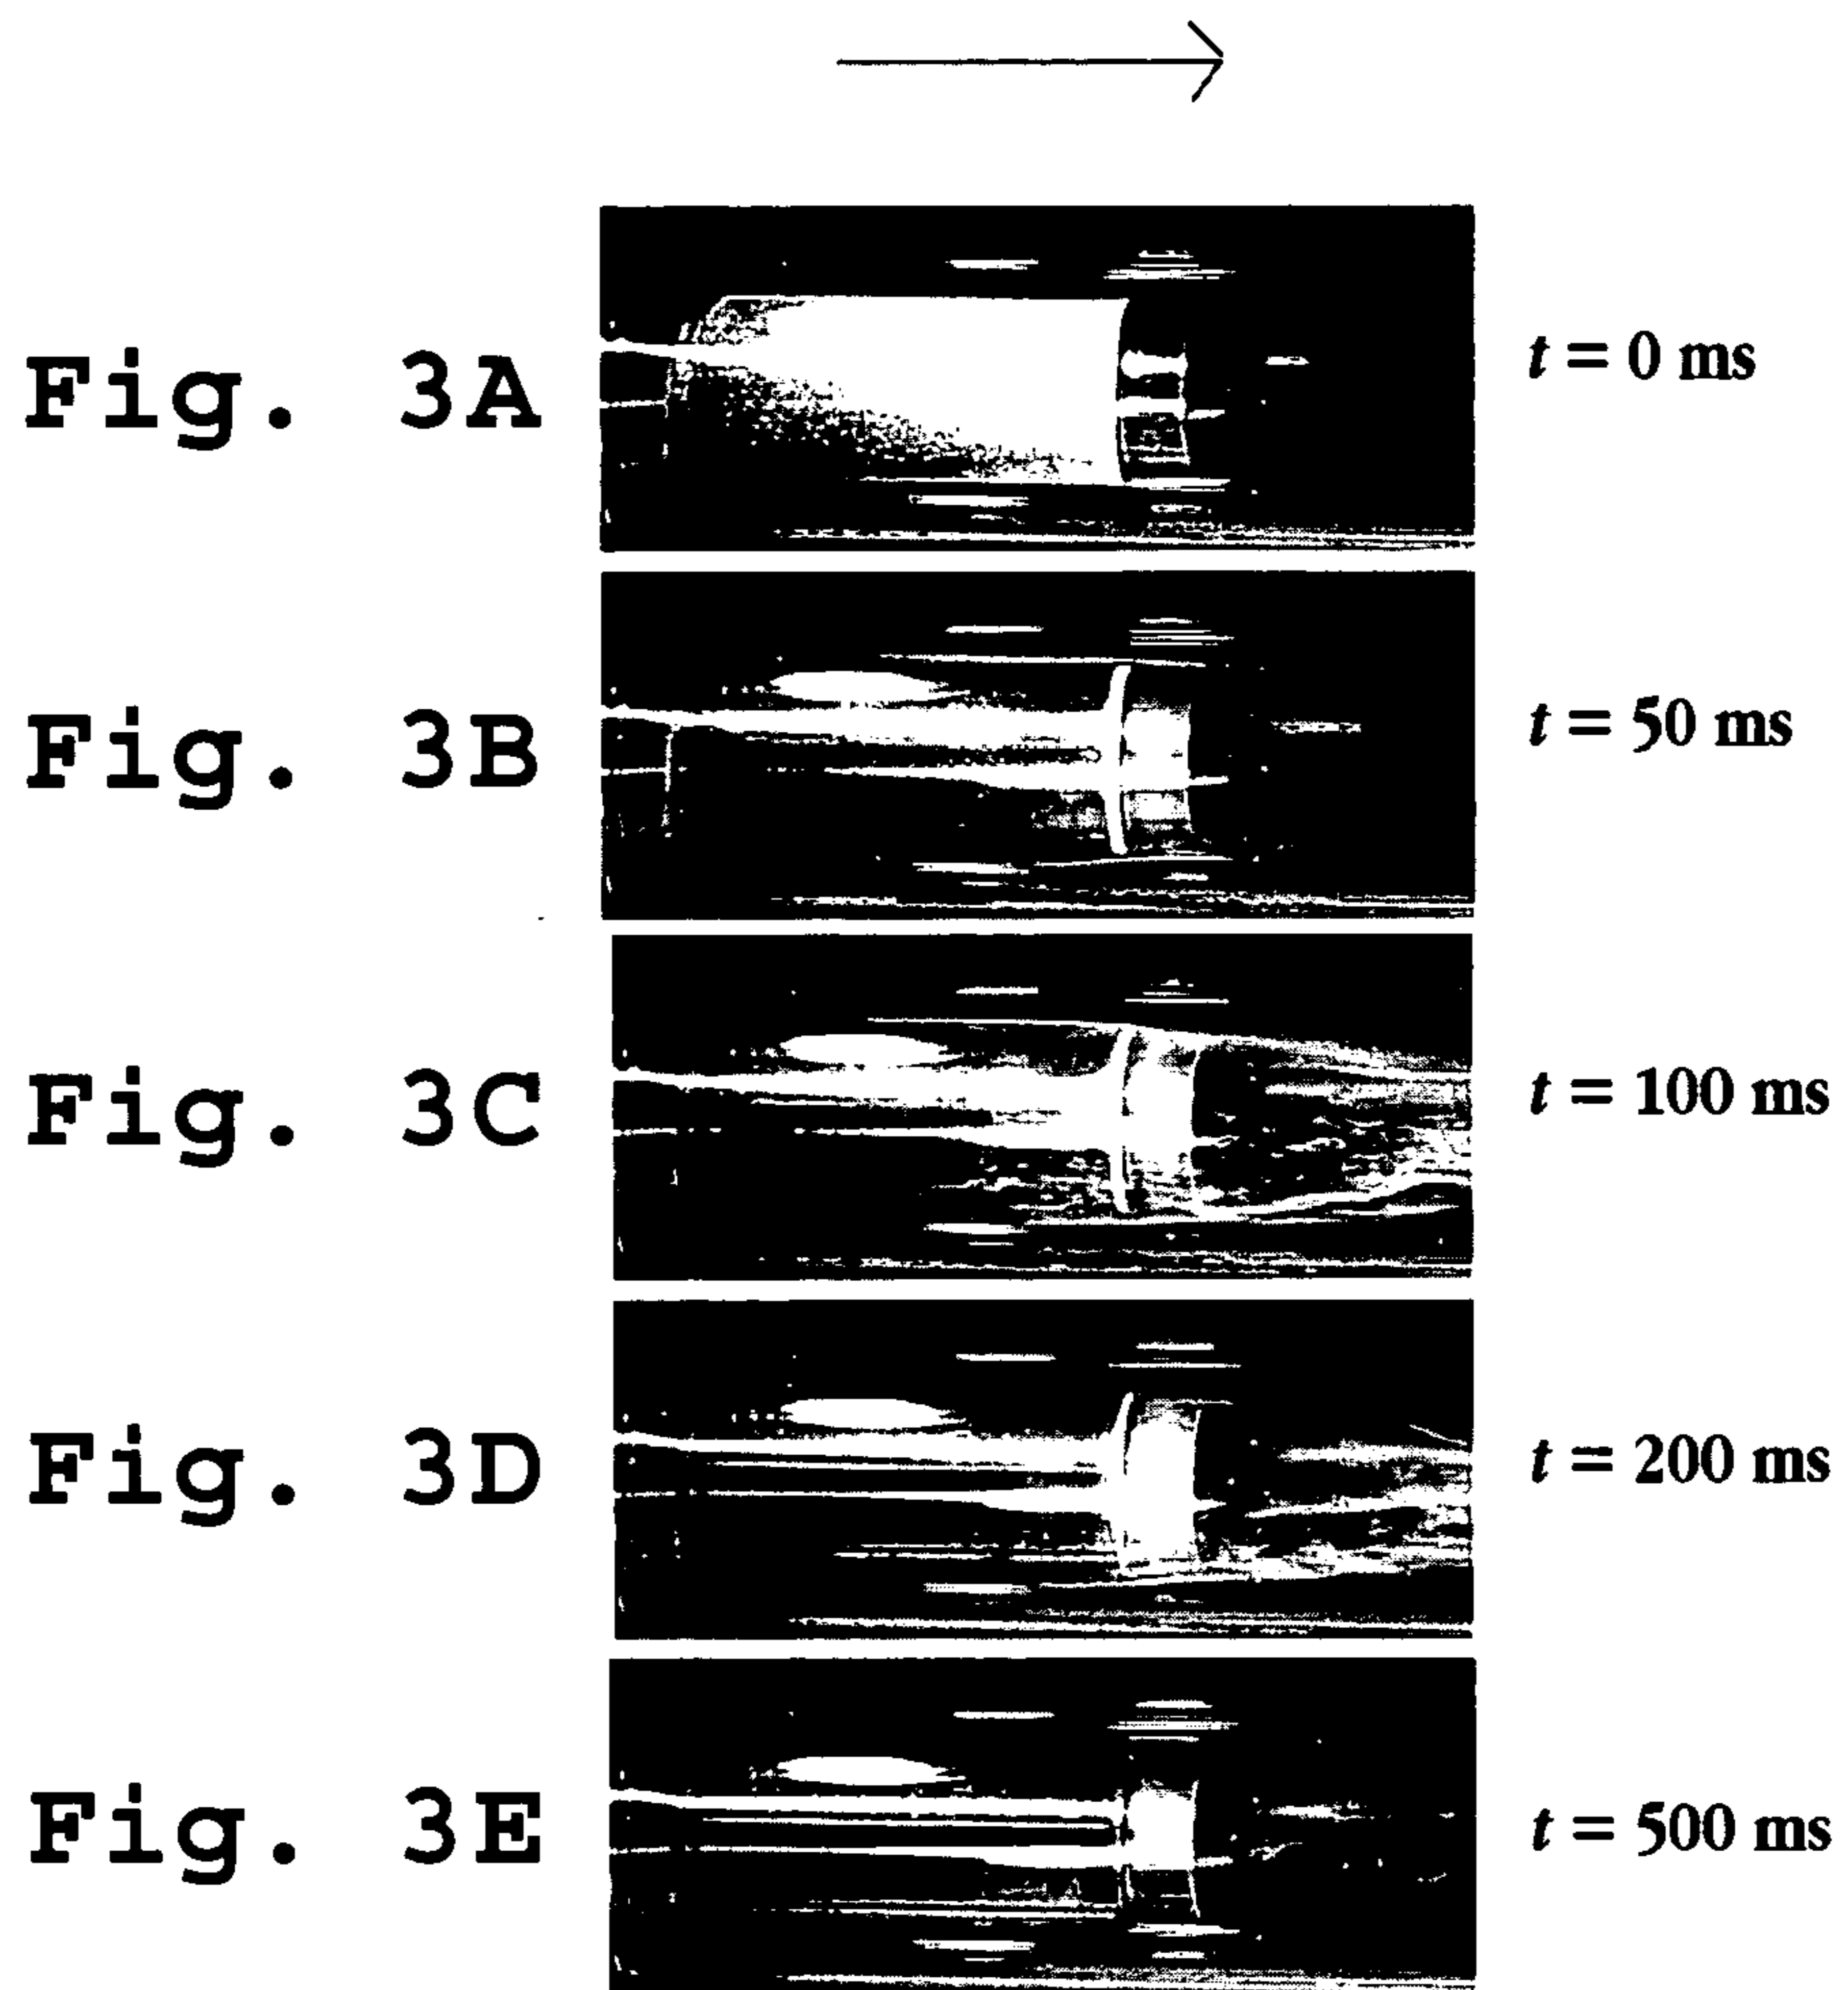 Fig. 3A t = 0 ms
Fig. 3B t = 50 ms
Fig. 3C t = 100 ms
Fig. 3D t = 200 ms
Fig. 3E t = 500 ms